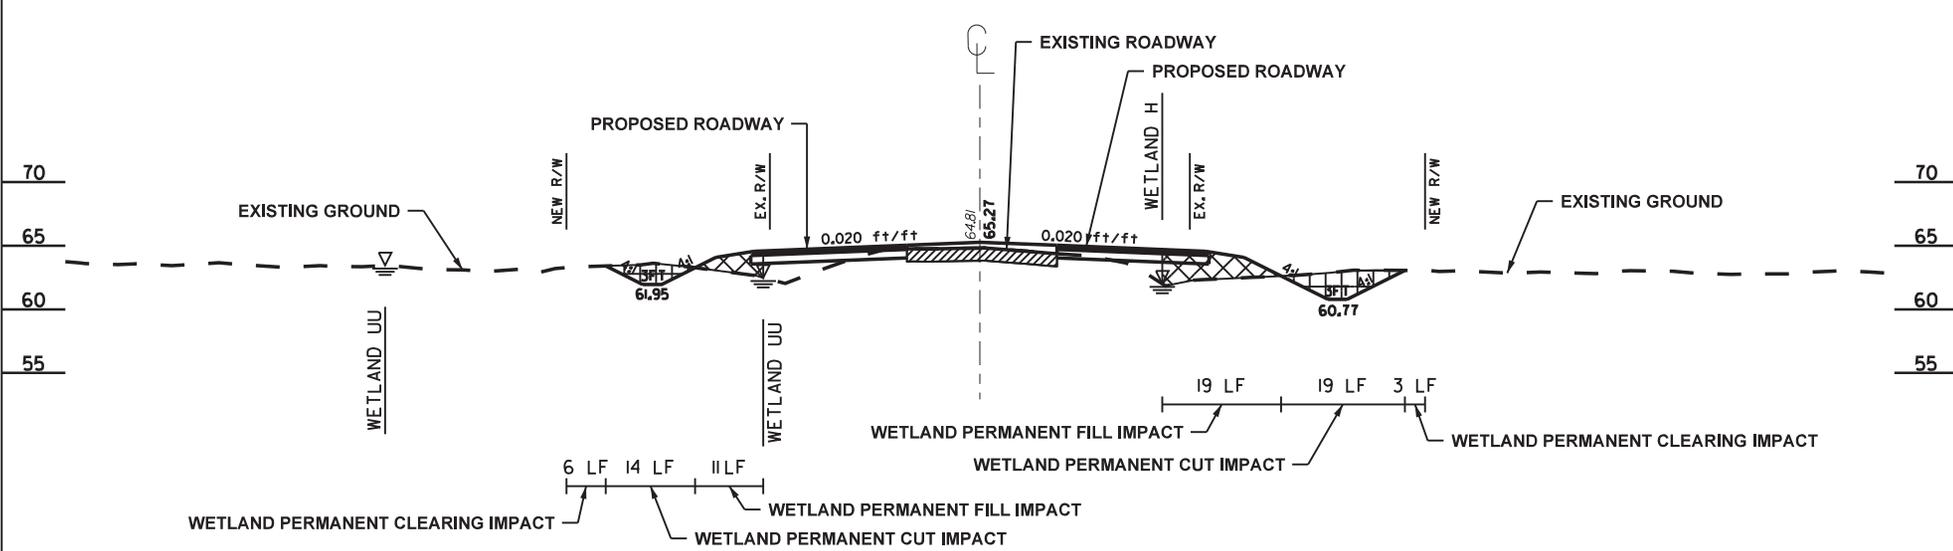 CL
EXISTING ROADWAY
PROPOSED ROADWAY
PROPOSED ROADWAY
WETLAND H
NEW R/W
EX. R/W
EX. R/W
NEW R/W
70
70
EXISTING GROUND
EXISTING GROUND
64.81
65.27
0.020 ft/ft
0.020 ft/ft
65
65
4:1
3FT
4:1
61.95
4:1
3FT
4:1
60.77
60
60
WETLAND UU
WETLAND UU
55
55
19 LF
19 LF
3 LF
WETLAND PERMANENT FILL IMPACT
WETLAND PERMANENT CLEARING IMPACT
WETLAND PERMANENT CUT IMPACT
6 LF
14 LF
11 LF
WETLAND PERMANENT FILL IMPACT
WETLAND PERMANENT CLEARING IMPACT
WETLAND PERMANENT CUT IMPACT